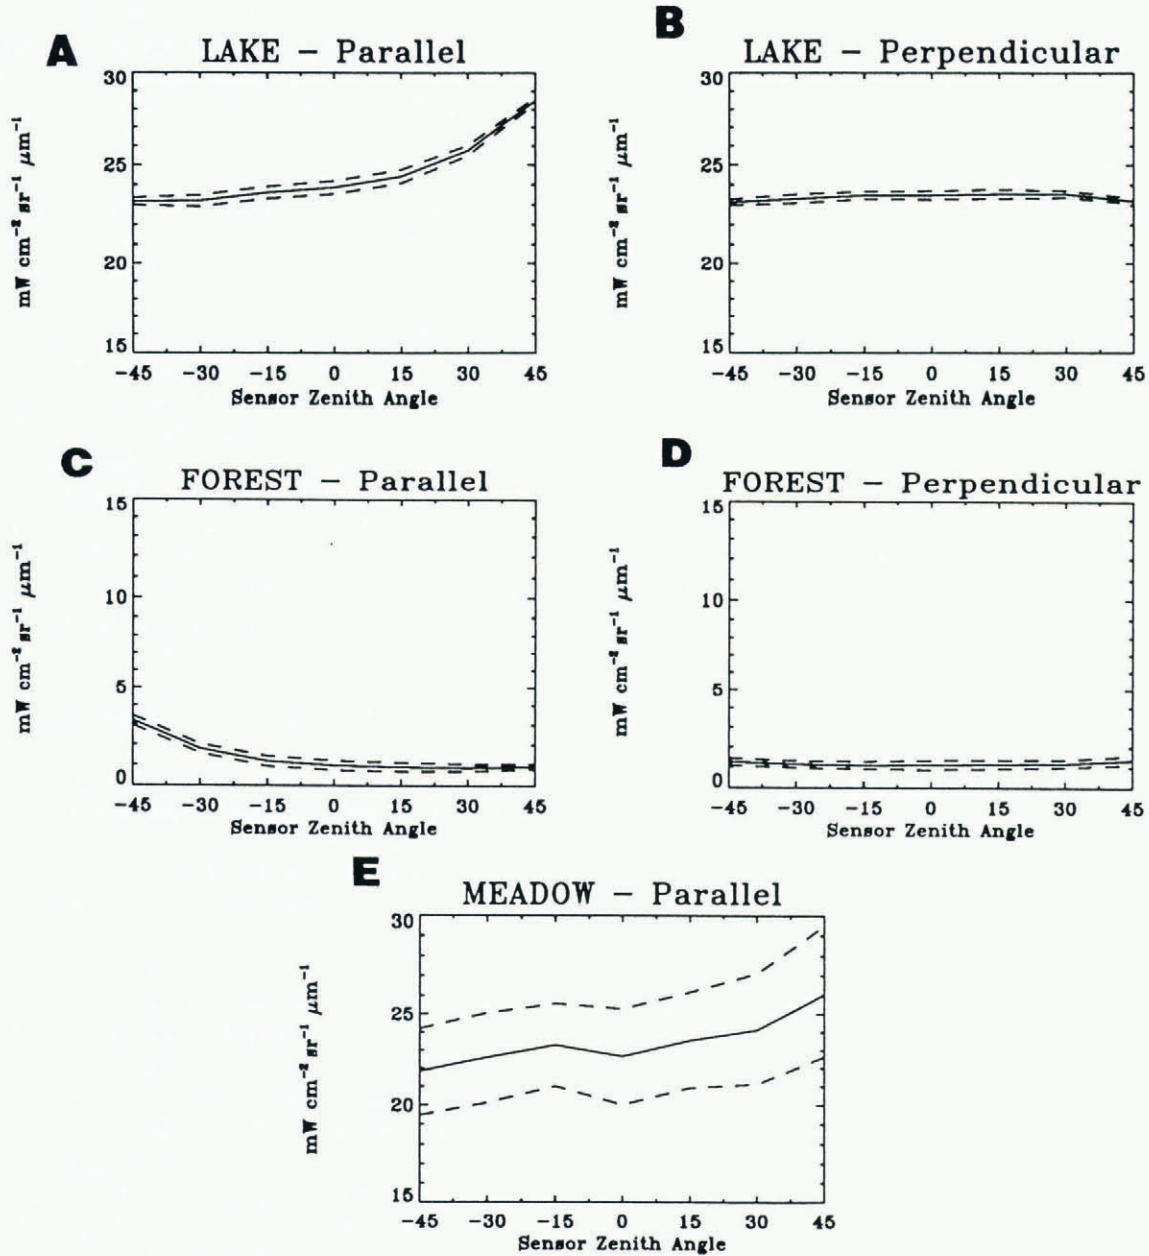 A
LAKE – Parallel
30
25
20
15
mW cm⁻² sr⁻¹ μm⁻¹
-45 -30 -15 0 15 30 45
Sensor Zenith Angle
B
LAKE – Perpendicular
30
25
20
15
mW cm⁻² sr⁻¹ μm⁻¹
-45 -30 -15 0 15 30 45
Sensor Zenith Angle
C
FOREST – Parallel
15
10
5
0
mW cm⁻² sr⁻¹ μm⁻¹
-45 -30 -15 0 15 30 45
Sensor Zenith Angle
D
FOREST – Perpendicular
15
10
5
0
mW cm⁻² sr⁻¹ μm⁻¹
-45 -30 -15 0 15 30 45
Sensor Zenith Angle
E
MEADOW – Parallel
30
25
20
15
mW cm⁻² sr⁻¹ μm⁻¹
-45 -30 -15 0 15 30 45
Sensor Zenith Angle